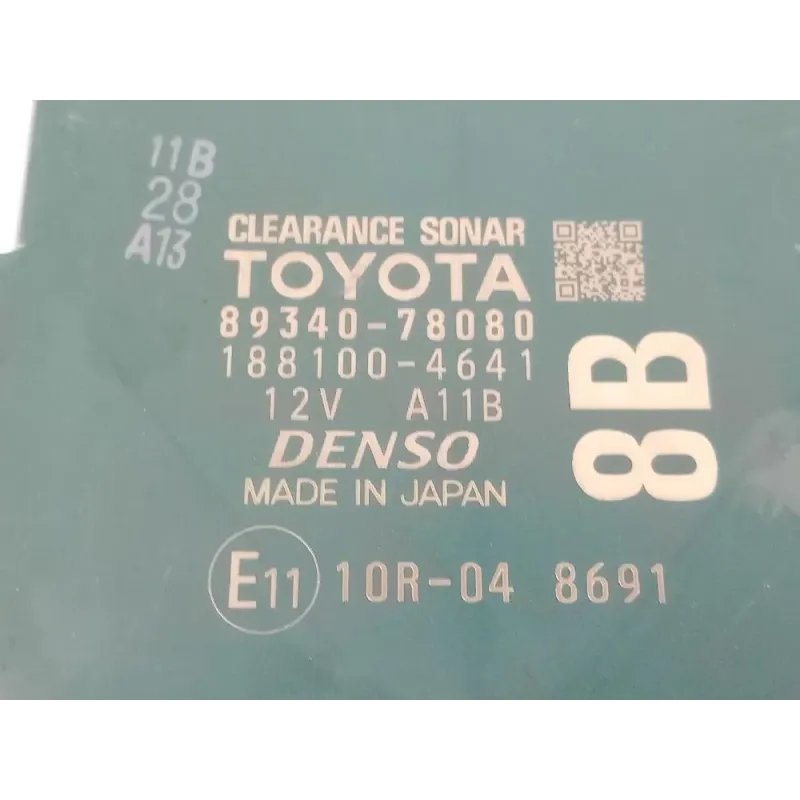 11B
28
A13
CLEARANCE SONAR
TOYOTA
89340-78080
188100-4641
12V A11B
DENSO
MADE IN JAPAN
8B
E11 10R-04 8691